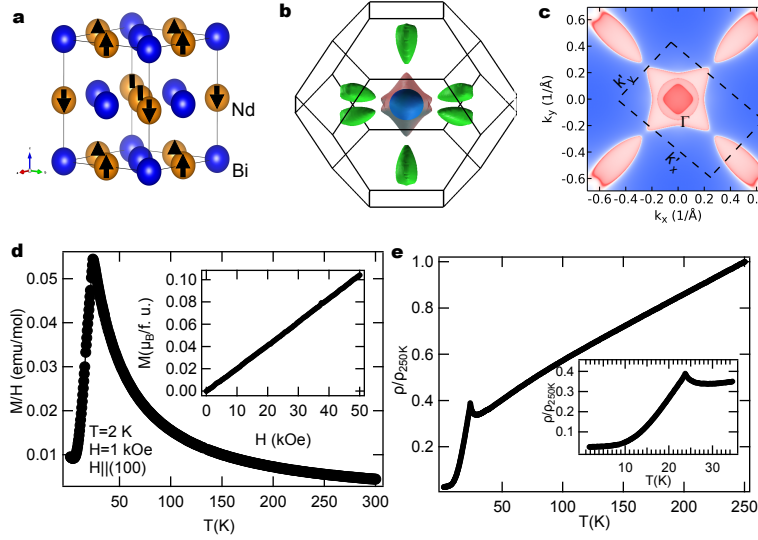 a
Nd
Bi
b
c
0.6
0.4
0.2
0.0
-0.2
-0.4
-0.6
k_y (1/Å)
K'_y
Γ
K'_x
-0.6 -0.4 -0.2 0.0 0.2 0.4 0.6
k_x (1/Å)
d
0.05
0.04
0.03
0.02
0.01
M/H (emu/mol)
T=2 K
H=1 kOe
H||(100)
50 100 150 200 250 300
T(K)
0.10
0.08
0.06
0.04
0.02
0.00
M(μ_B/f. u.)
0 10 20 30 40 50
H (kOe)
e
1.0
0.8
0.6
0.4
0.2
ρ/ρ_250K
0 50 100 150 200 250
T(K)
0.4
0.3
0.2
0.1
ρ/ρ_250K
10 20 30
T(K)